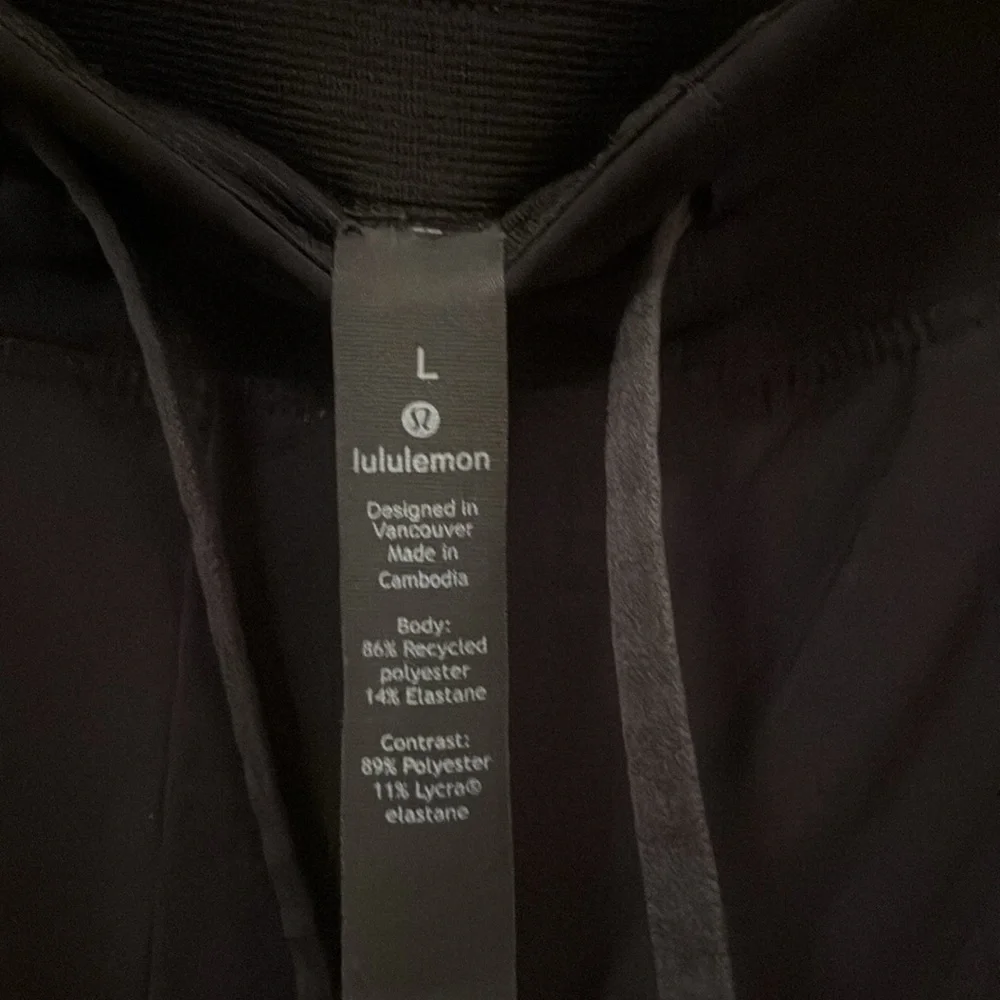 L
lululemon
Designed in
Vancouver
Made in
Cambodia
Body:
86% Recycled
polyester
14% Elastane
Contrast:
89% Polyester
11% Lycra®
elastane